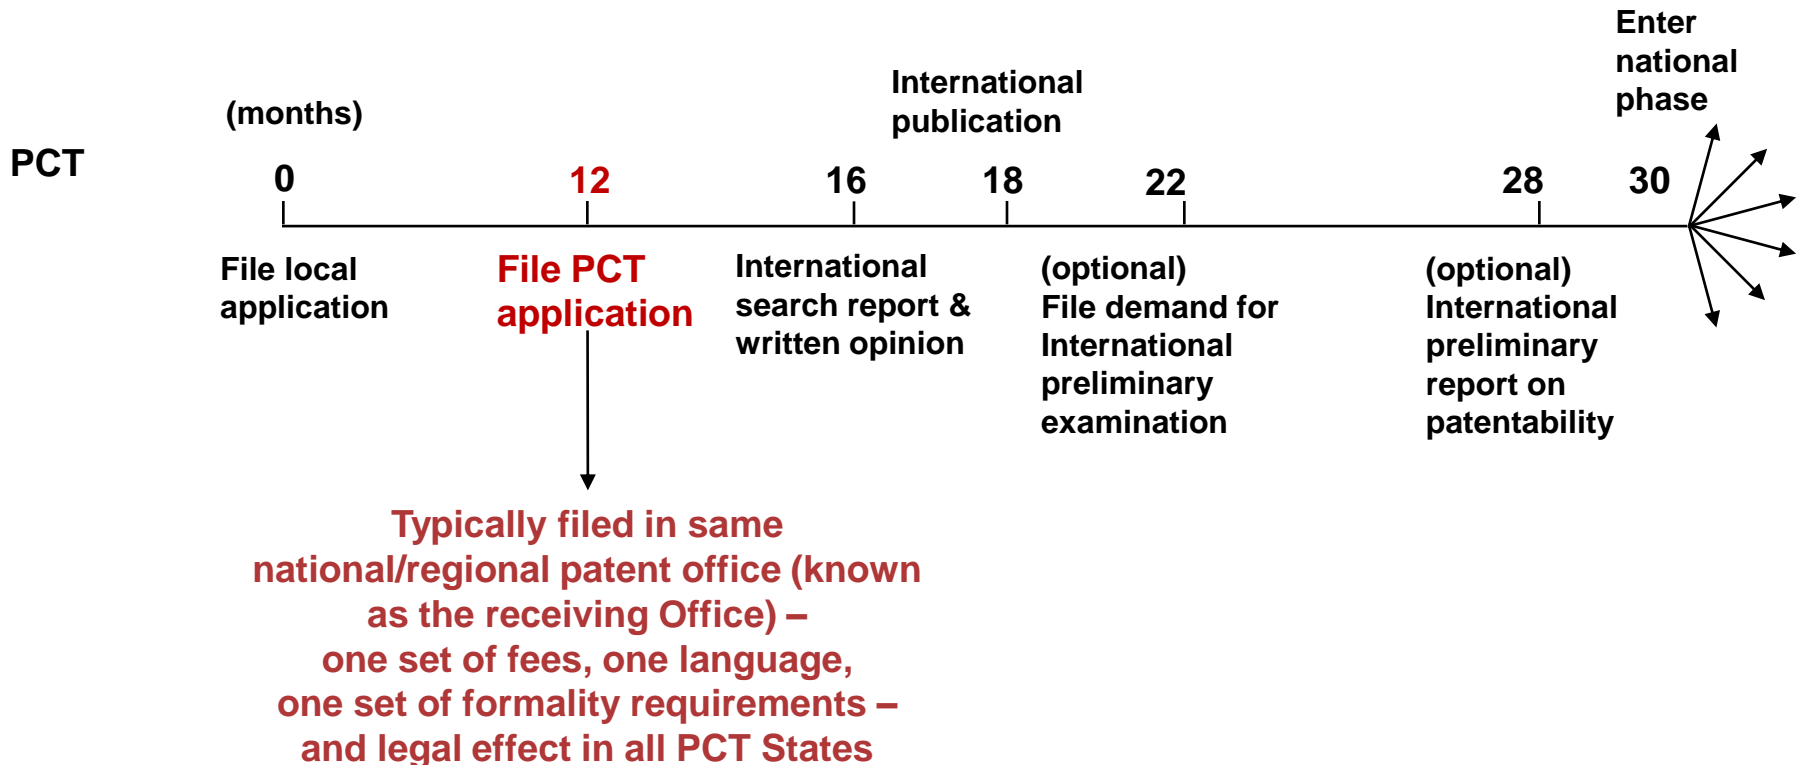 PCT
(months)
International
publication
Enter
national
phase
0
12
16
18
22
28
30
File local
application
File PCT
application
International
search report &
written opinion
(optional)
File demand for
International
preliminary
examination
(optional)
International
preliminary
report on
patentability
Typically filed in same
national/regional patent office (known
as the receiving Office) –
one set of fees, one language,
one set of formality requirements –
and legal effect in all PCT States